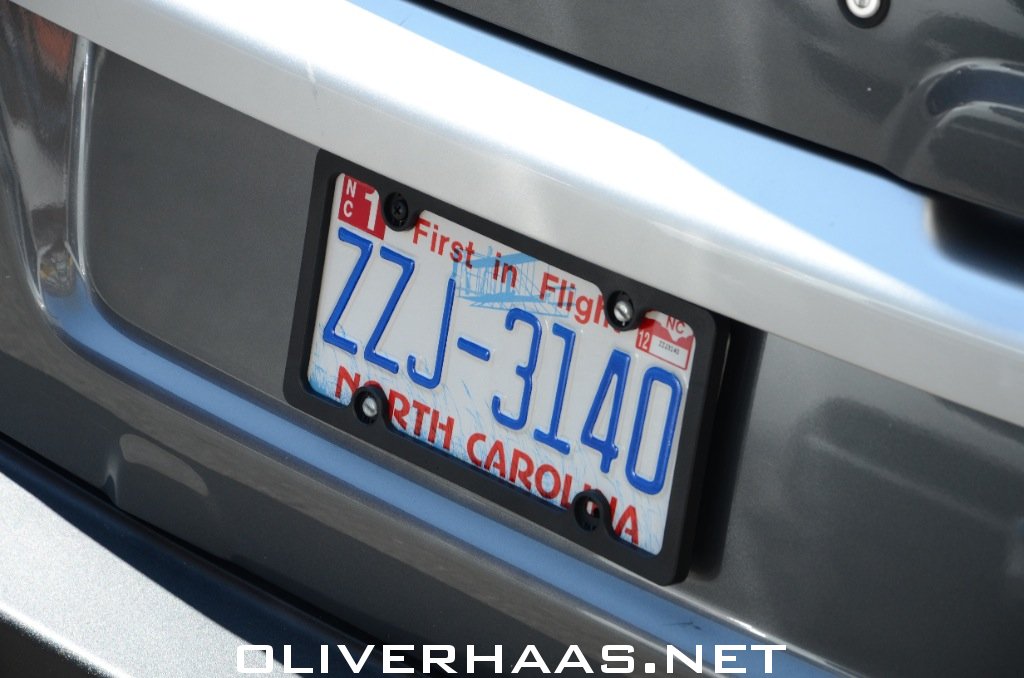 NC 1
First in Flight
NC
12
ZZJ-3140
NORTH CAROLINA
OLIVERHAAS.NET